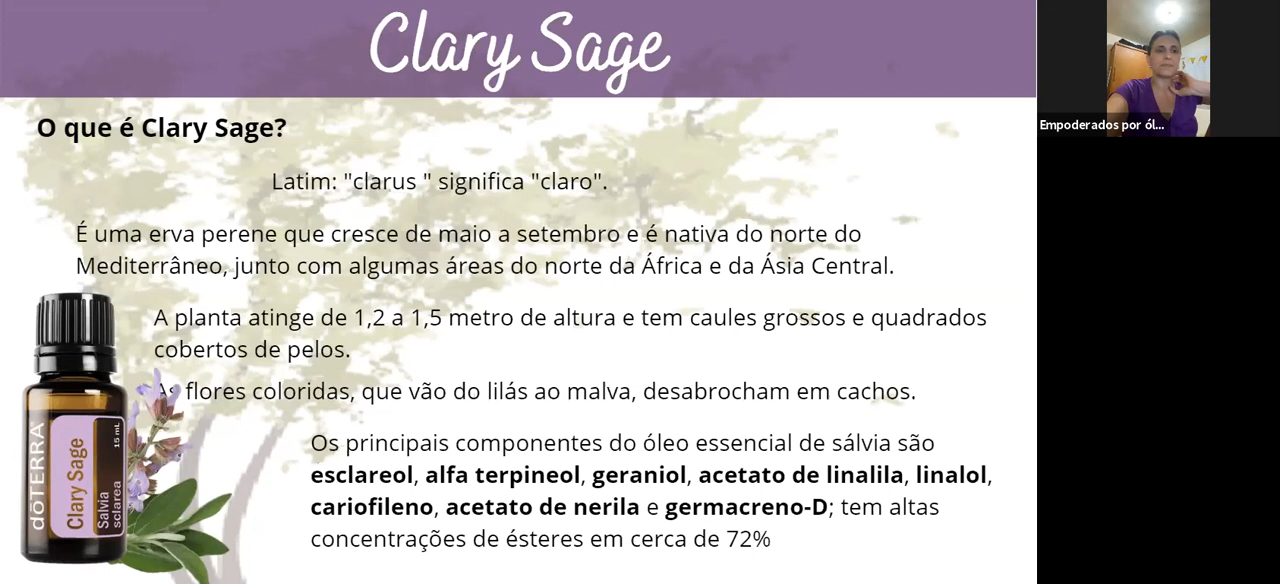 Clary Sage
O que é Clary Sage?
Latim: "clarus " significa "claro".
É uma erva perene que cresce de maio a setembro e é nativa do norte do
Mediterrâneo, junto com algumas áreas do norte da África e da Ásia Central.
A planta atinge de 1,2 a 1,5 metro de altura e tem caules grossos e quadrados
cobertos de pelos.
As flores coloridas, que vão do lilás ao malva, desabrocham em cachos.
Os principais componentes do óleo essencial de sálvia são
esclareol, alfa terpineol, geraniol, acetato de linalila, linalol,
cariofileno, acetato de nerila e germacreno-D; tem altas
concentrações de ésteres em cerca de 72%
dōTERRA
Clary Sage
Salvia
sclarea
15 mL
Empoderados por ól...